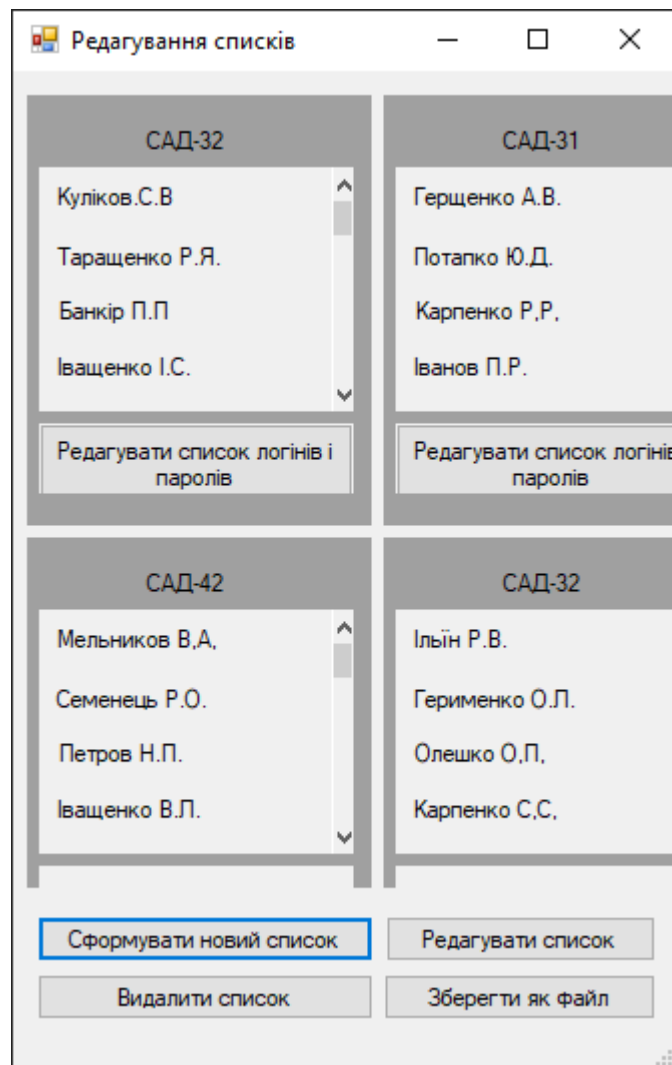 Редагування списків
САД-32
Куліков.С.В
Таращенко Р.Я.
Банкір П.П
Іващенко І.С.
Редагувати список логінів і
паролів
САД-31
Герщенко А.В.
Потапко Ю.Д.
Карпенко Р,Р,
Іванов П.Р.
Редагувати список логінів
паролів
САД-42
Мельников В,А,
Семенець Р.О.
Петров Н.П.
Іващенко В.Л.
САД-32
Ільїн Р.В.
Герименко О.Л.
Олешко О,П,
Карпенко С,С,
Сформувати новий список
Редагувати список
Видалити список
Зберегти як файл